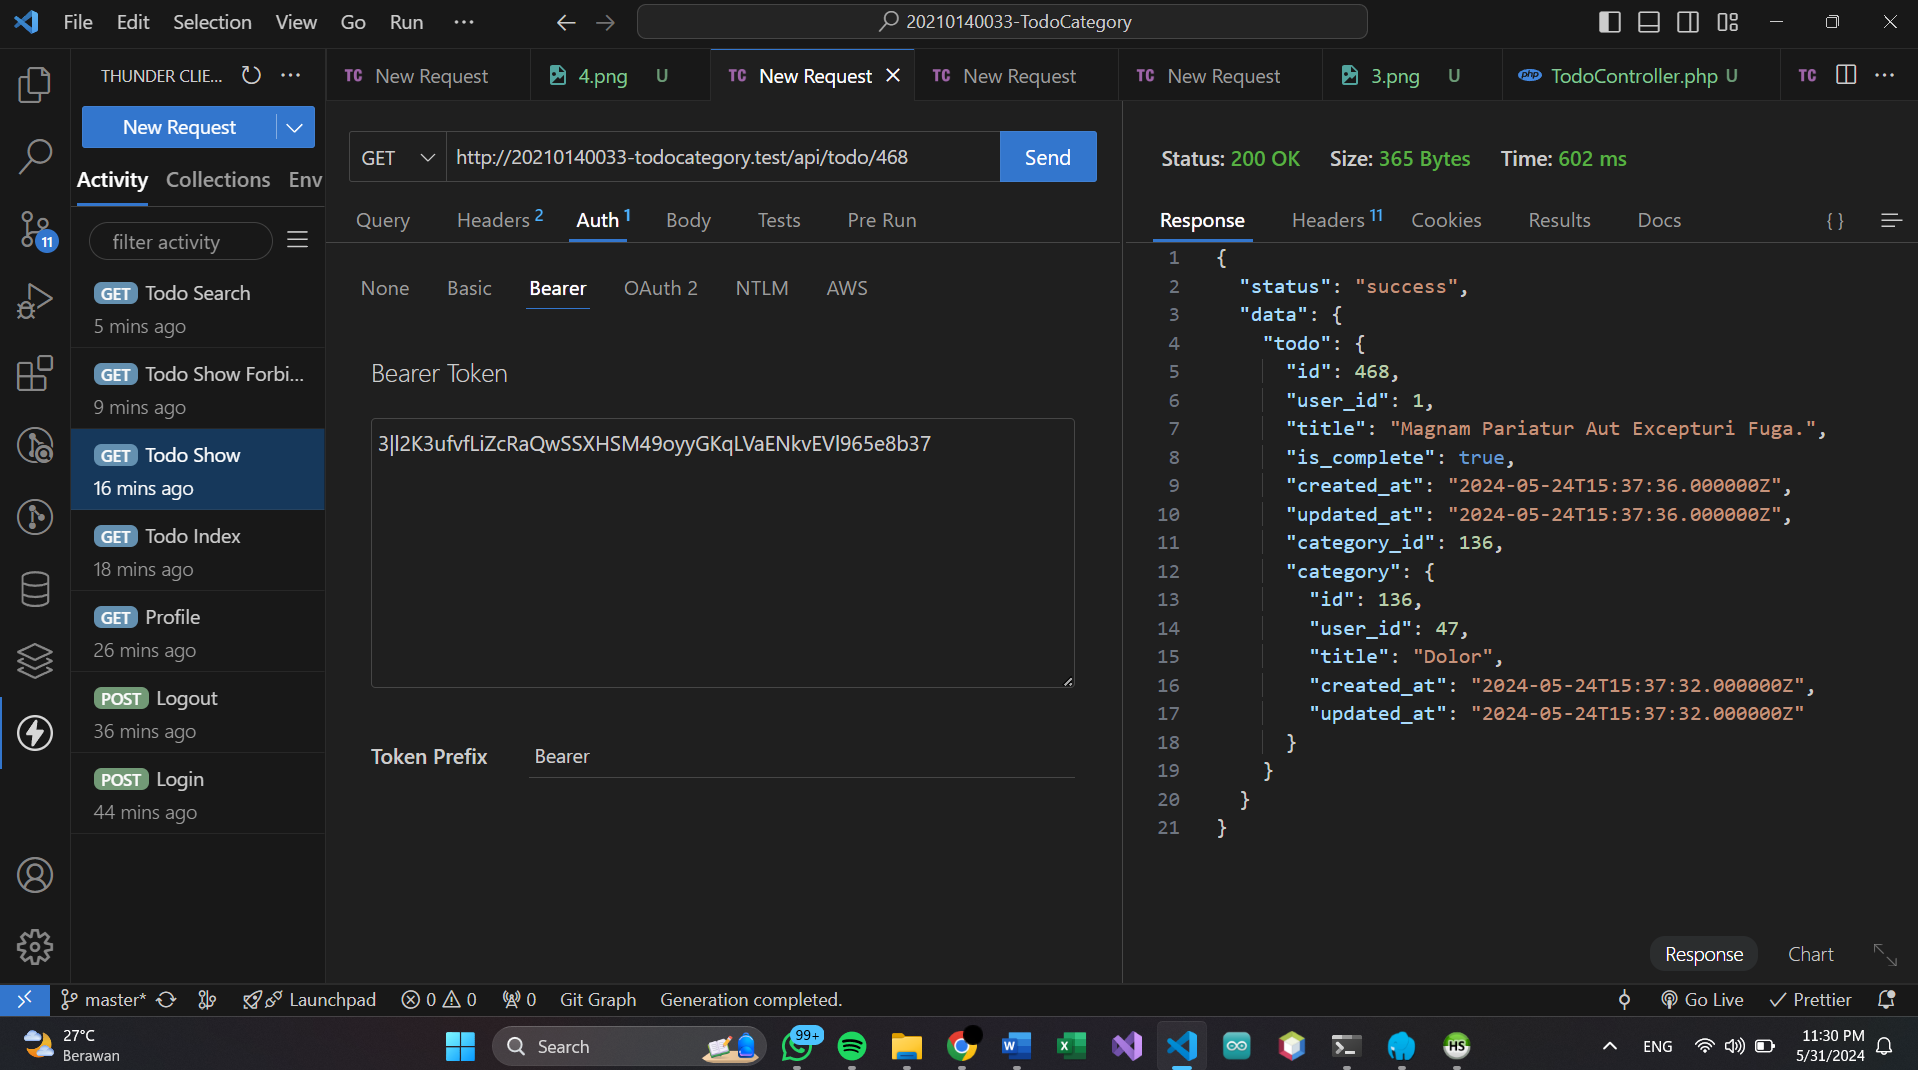 File Edit Selection View Go Run ···
20210140033-TodoCategory
THUNDER CLIE...
TC New Request
4.png U
TC New Request
TC New Request
TC New Request
3.png U
php TodoController.php U
TC
New Request
GET
http://20210140033-todocategory.test/api/todo/468
Send
Status: 200 OK Size: 365 Bytes Time: 602 ms
Activity Collections Env
Query Headers 2 Auth 1 Body Tests Pre Run
Response Headers 11 Cookies Results Docs { }
filter activity
None Basic Bearer OAuth 2 NTLM AWS
GET Todo Search
5 mins ago
GET Todo Show Forbi...
9 mins ago
GET Todo Show
16 mins ago
GET Todo Index
18 mins ago
GET Profile
26 mins ago
POST Logout
36 mins ago
POST Login
44 mins ago
11
Bearer Token
3|l2K3ufvfLiZcRaQwSSXHSM49oyyGKqLVaENkvEVl965e8b37
Token Prefix Bearer
1 {
2 "status": "success",
3 "data": {
4 "todo": {
5 "id": 468,
6 "user_id": 1,
7 "title": "Magnam Pariatur Aut Excepturi Fuga.",
8 "is_complete": true,
9 "created_at": "2024-05-24T15:37:36.000000Z",
10 "updated_at": "2024-05-24T15:37:36.000000Z",
11 "category_id": 136,
12 "category": {
13 "id": 136,
14 "user_id": 47,
15 "title": "Dolor",
16 "created_at": "2024-05-24T15:37:32.000000Z",
17 "updated_at": "2024-05-24T15:37:32.000000Z"
18 }
19 }
20 }
21 }
Response Chart
master* Launchpad 0 0 0 Git Graph Generation completed.
Go Live Prettier
27°C
Berawan
Search
99+
W
X
HS
ENG
11:30 PM
5/31/2024